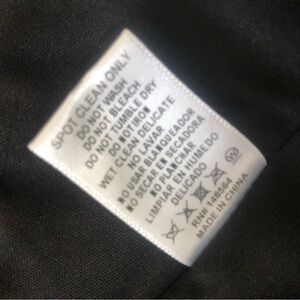 SPOT CLEAN ONLY
DO NOT WASH
DO NOT BLEACH
DO NOT TUMBLE DRY
DO NOT IRON
WET CLEAN DELICATE
NO LAVAR
NO USAR BLANQUEADOR
NO SECAR EN SECADORA
NO PLANCHAR
LIMPIAR EN HUMEDO
DELICADO
RN# 148564
MADE IN CHINA